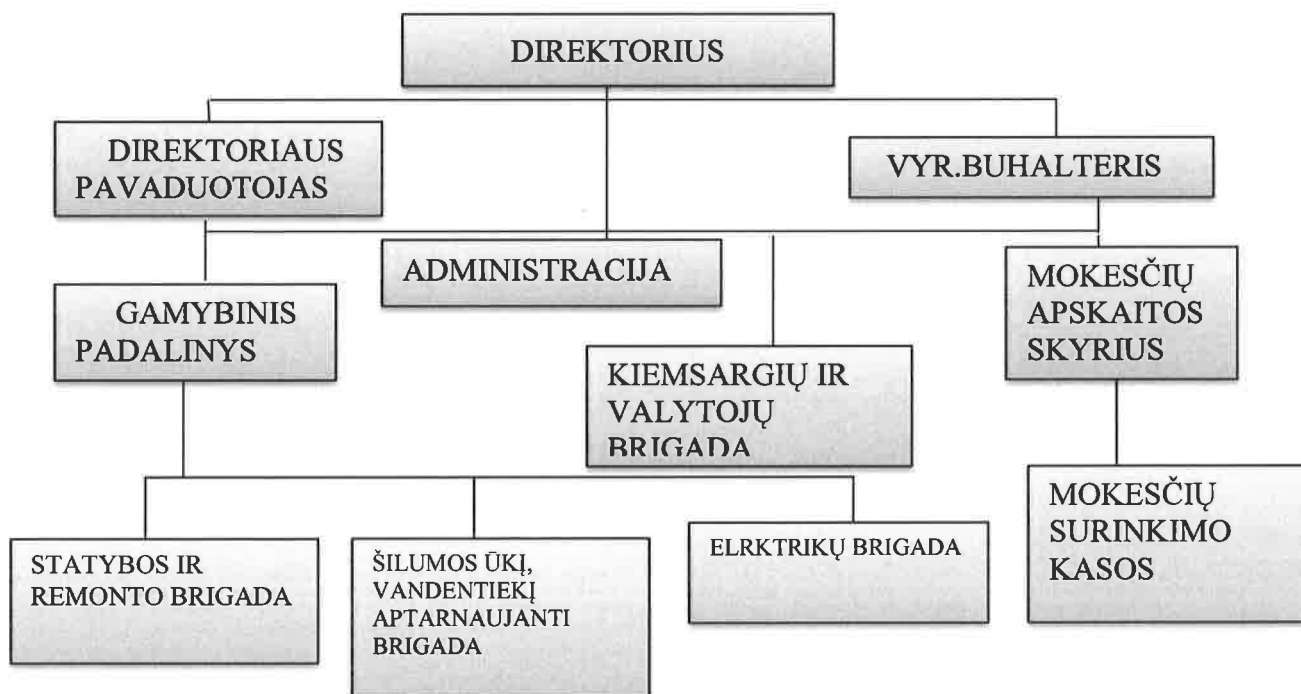 DIREKTORIUS
DIREKTORIAUS
PAVADUOTOJAS
VYR.BUHALTERIS
ADMINISTRACIJA
MOKESČIŲ
APSKAITOS
SKYRIUS
GAMYBINIS
PADALINYS
KIEMSARGIŲ IR
VALYTOJŲ
BRIGADA
MOKESČIŲ
SURINKIMO
KASOS
STATYBOS IR
REMONTO BRIGADA
ŠILUMOS ŪKĮ,
VANDENTIEKĮ
APTARNAUJANTI
BRIGADA
ELRKTRIKŲ BRIGADA